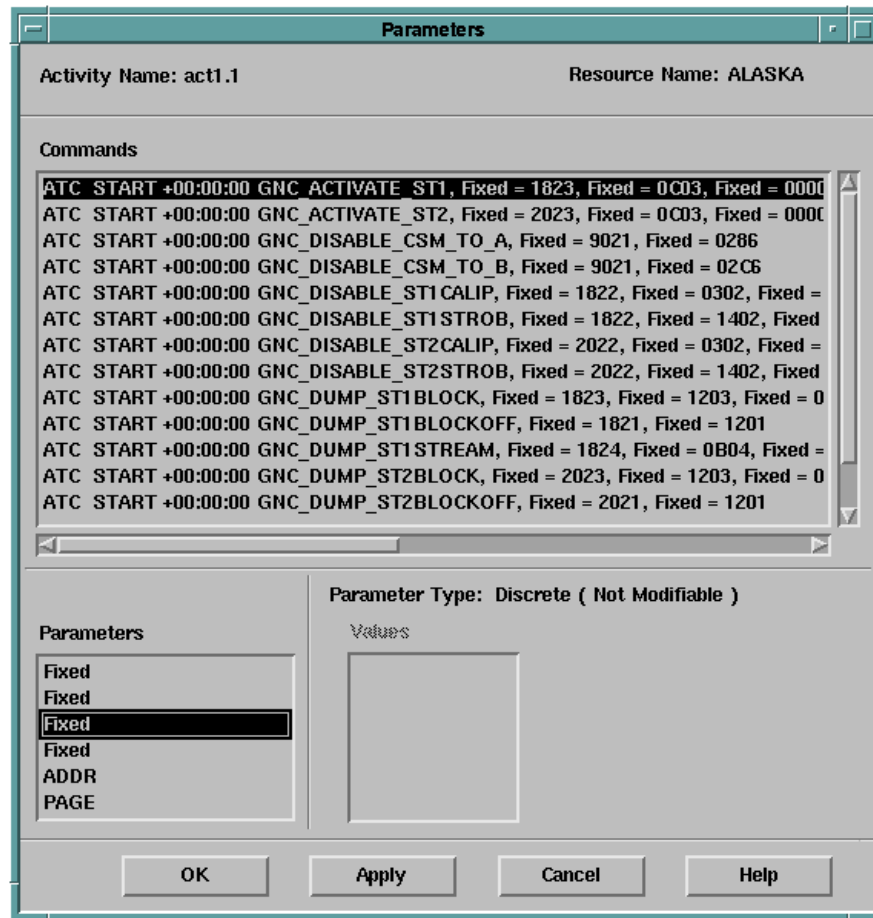 Parameters
Activity Name: act1.1
Resource Name: ALASKA
Commands
ATC START +00:00:00 GNC_ACTIVATE_ST1, Fixed = 1823, Fixed = 0C03, Fixed = 0000
ATC START +00:00:00 GNC_ACTIVATE_ST2, Fixed = 2023, Fixed = 0C03, Fixed = 0000
ATC START +00:00:00 GNC_DISABLE_CSM_TO_A, Fixed = 9021, Fixed = 0286
ATC START +00:00:00 GNC_DISABLE_CSM_TO_B, Fixed = 9021, Fixed = 02C6
ATC START +00:00:00 GNC_DISABLE_ST1CALIP, Fixed = 1822, Fixed = 0302, Fixed =
ATC START +00:00:00 GNC_DISABLE_ST1STROB, Fixed = 1822, Fixed = 1402, Fixed
ATC START +00:00:00 GNC_DISABLE_ST2CALIP, Fixed = 2022, Fixed = 0302, Fixed =
ATC START +00:00:00 GNC_DISABLE_ST2STROB, Fixed = 2022, Fixed = 1402, Fixed
ATC START +00:00:00 GNC_DUMP_ST1BLOCK, Fixed = 1823, Fixed = 1203, Fixed = 0
ATC START +00:00:00 GNC_DUMP_ST1BLOCKOFF, Fixed = 1821, Fixed = 1201
ATC START +00:00:00 GNC_DUMP_ST1STREAM, Fixed = 1824, Fixed = 0B04, Fixed =
ATC START +00:00:00 GNC_DUMP_ST2BLOCK, Fixed = 2023, Fixed = 1203, Fixed = 0
ATC START +00:00:00 GNC_DUMP_ST2BLOCKOFF, Fixed = 2021, Fixed = 1201
Parameter Type: Discrete ( Not Modifiable )
Parameters
Values
Fixed
Fixed
Fixed
Fixed
ADDR
PAGE
OK
Apply
Cancel
Help